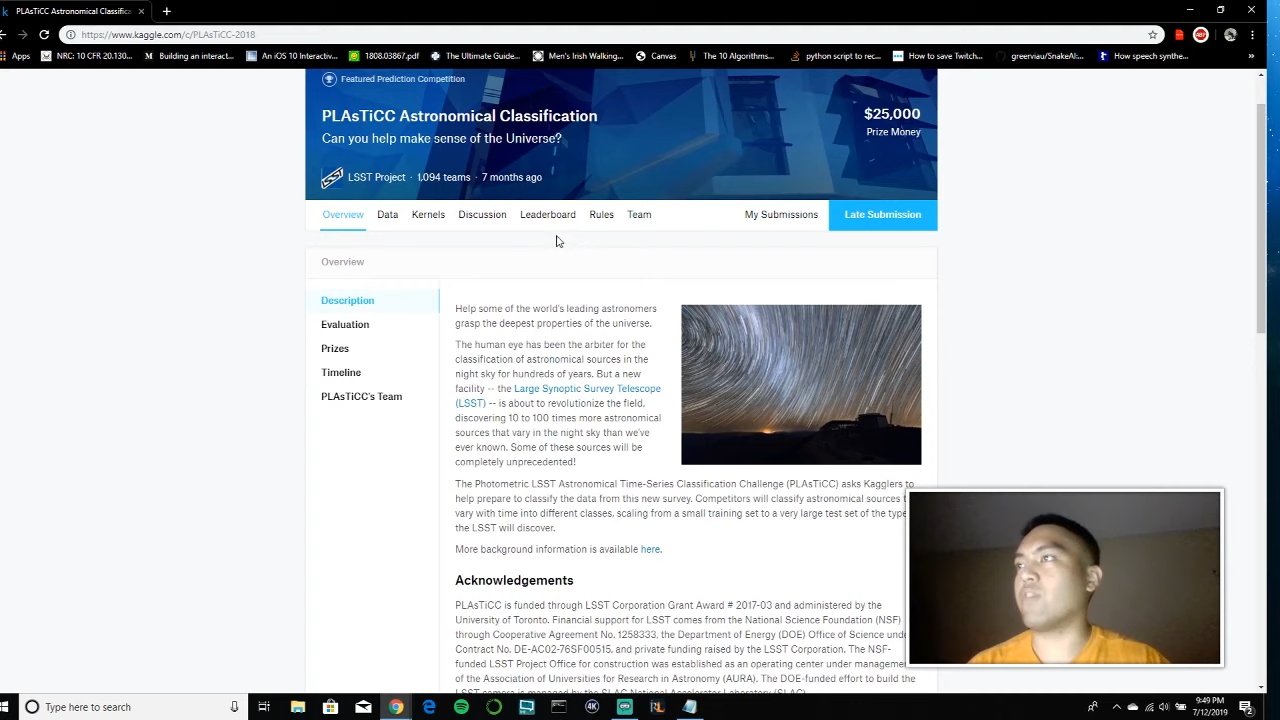 PLAsTiCC Astronomical Classifica
https://www.kaggle.com/c/PLAsTiCC-2018
Apps
NRC: 10 CFR 20.130...
Building an interact...
An iOS 10 Interactiv...
1808.03867.pdf
The Ultimate Guide...
Men's Irish Walking...
Canvas
The 10 Algorithms...
python script to rec...
How to save Twitch...
greerviau/SnakeAI:...
How speech synthe...
Featured Prediction Competition
PLAsTiCC Astronomical Classification
Can you help make sense of the Universe?
$25,000
Prize Money
LSST Project · 1,094 teams · 7 months ago
Overview Data Kernels Discussion Leaderboard Rules Team My Submissions Late Submission
Overview
Description
Evaluation
Prizes
Timeline
PLAsTiCC's Team
Help some of the world's leading astronomers
grasp the deepest properties of the universe.
The human eye has been the arbiter for the
classification of astronomical sources in the
night sky for hundreds of years. But a new
facility -- the Large Synoptic Survey Telescope
(LSST) -- is about to revolutionize the field,
discovering 10 to 100 times more astronomical
sources that vary in the night sky than we've
ever known. Some of these sources will be
completely unprecedented!
The Photometric LSST Astronomical Time-Series Classification Challenge (PLAsTiCC) asks Kagglers to
help prepare to classify the data from this new survey. Competitors will classify astronomical sources
vary with time into different classes, scaling from a small training set to a very large test set of the type
the LSST will discover.
More background information is available here.
Acknowledgements
PLAsTiCC is funded through LSST Corporation Grant Award # 2017-03 and administered by the
University of Toronto. Financial support for LSST comes from the National Science Foundation (NSF)
through Cooperative Agreement No. 1258333, the Department of Energy (DOE) Office of Science unde
Contract No. DE-AC02-76SF00515, and private funding raised by the LSST Corporation. The NSF-
funded LSST Project Office for construction was established as an operating center under manageme
of the Association of Universities for Research in Astronomy (AURA). The DOE-funded effort to build the
LSST camera is managed by the SLAC National Accelerator Laboratory (SLAC)
Type here to search
9:49 PM
7/12/2019